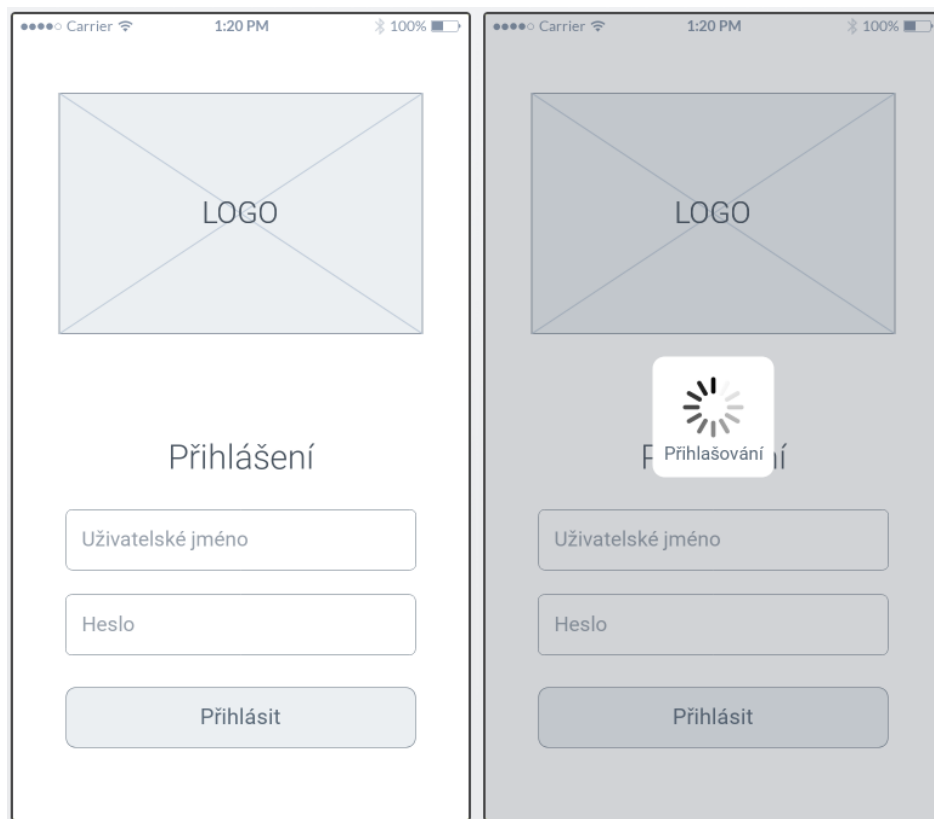 Carrier 1:20 PM 100%
LOGO
Přihlášení
Uživatelské jméno
Heslo
Přihlásit
Carrier 1:20 PM 100%
LOGO
Přihlašování
Uživatelské jméno
Heslo
Přihlásit